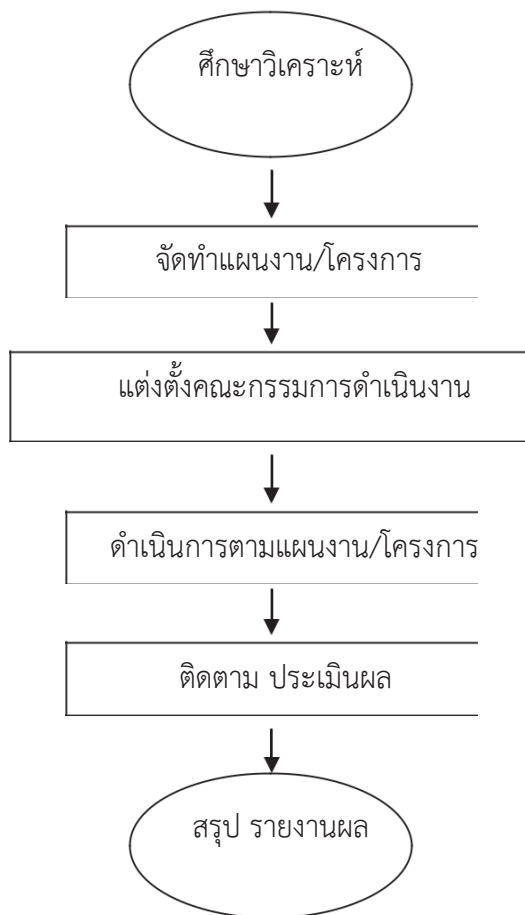 ศึกษาวิเคราะห์
จัดทำแผนงาน/โครงการ
แต่งตั้งคณะกรรมการดำเนินงาน
ดำเนินการตามแผนงาน/โครงการ
ติดตาม ประเมินผล
สรุป รายงานผล